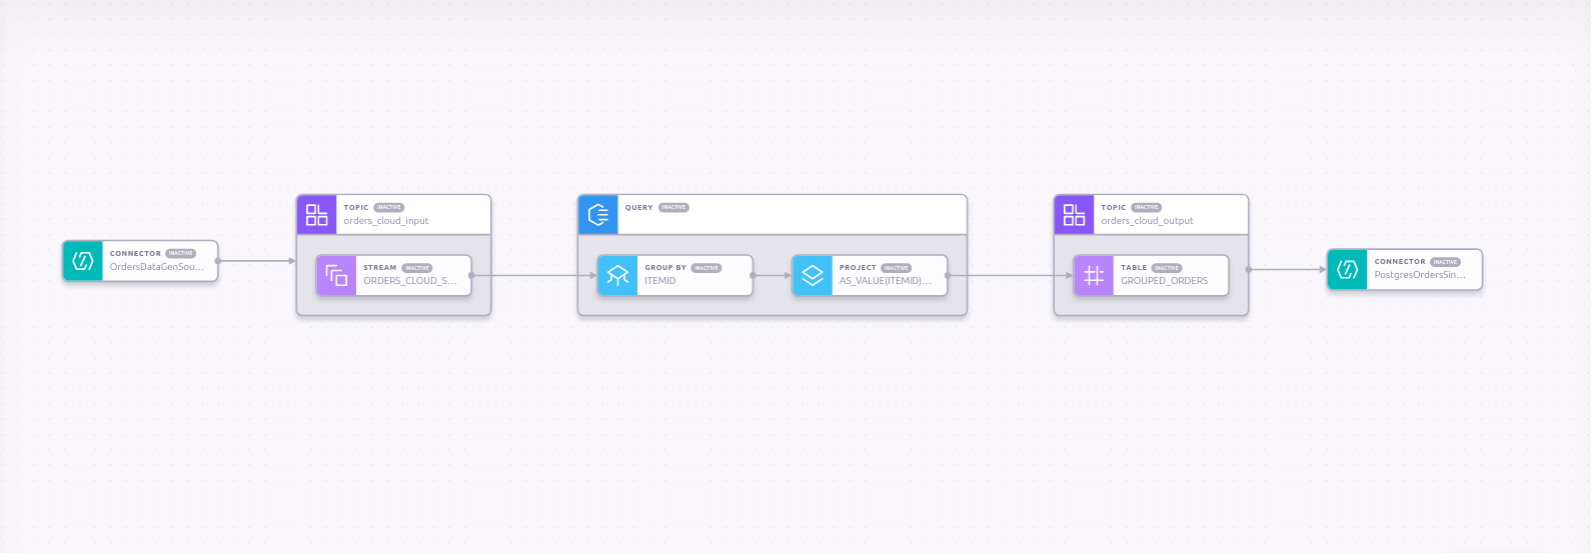 CONNECTOR INACTIVE
OrdersDataGenSou...
TOPIC INACTIVE
orders_cloud_input
STREAM INACTIVE
ORDERS_CLOUD_S...
QUERY INACTIVE
GROUP BY INACTIVE
ITEMID
PROJECT INACTIVE
AS_VALUE(ITEMID)...
TOPIC INACTIVE
orders_cloud_output
TABLE INACTIVE
GROUPED_ORDERS
CONNECTOR INACTIVE
PostgresOrdersSin...